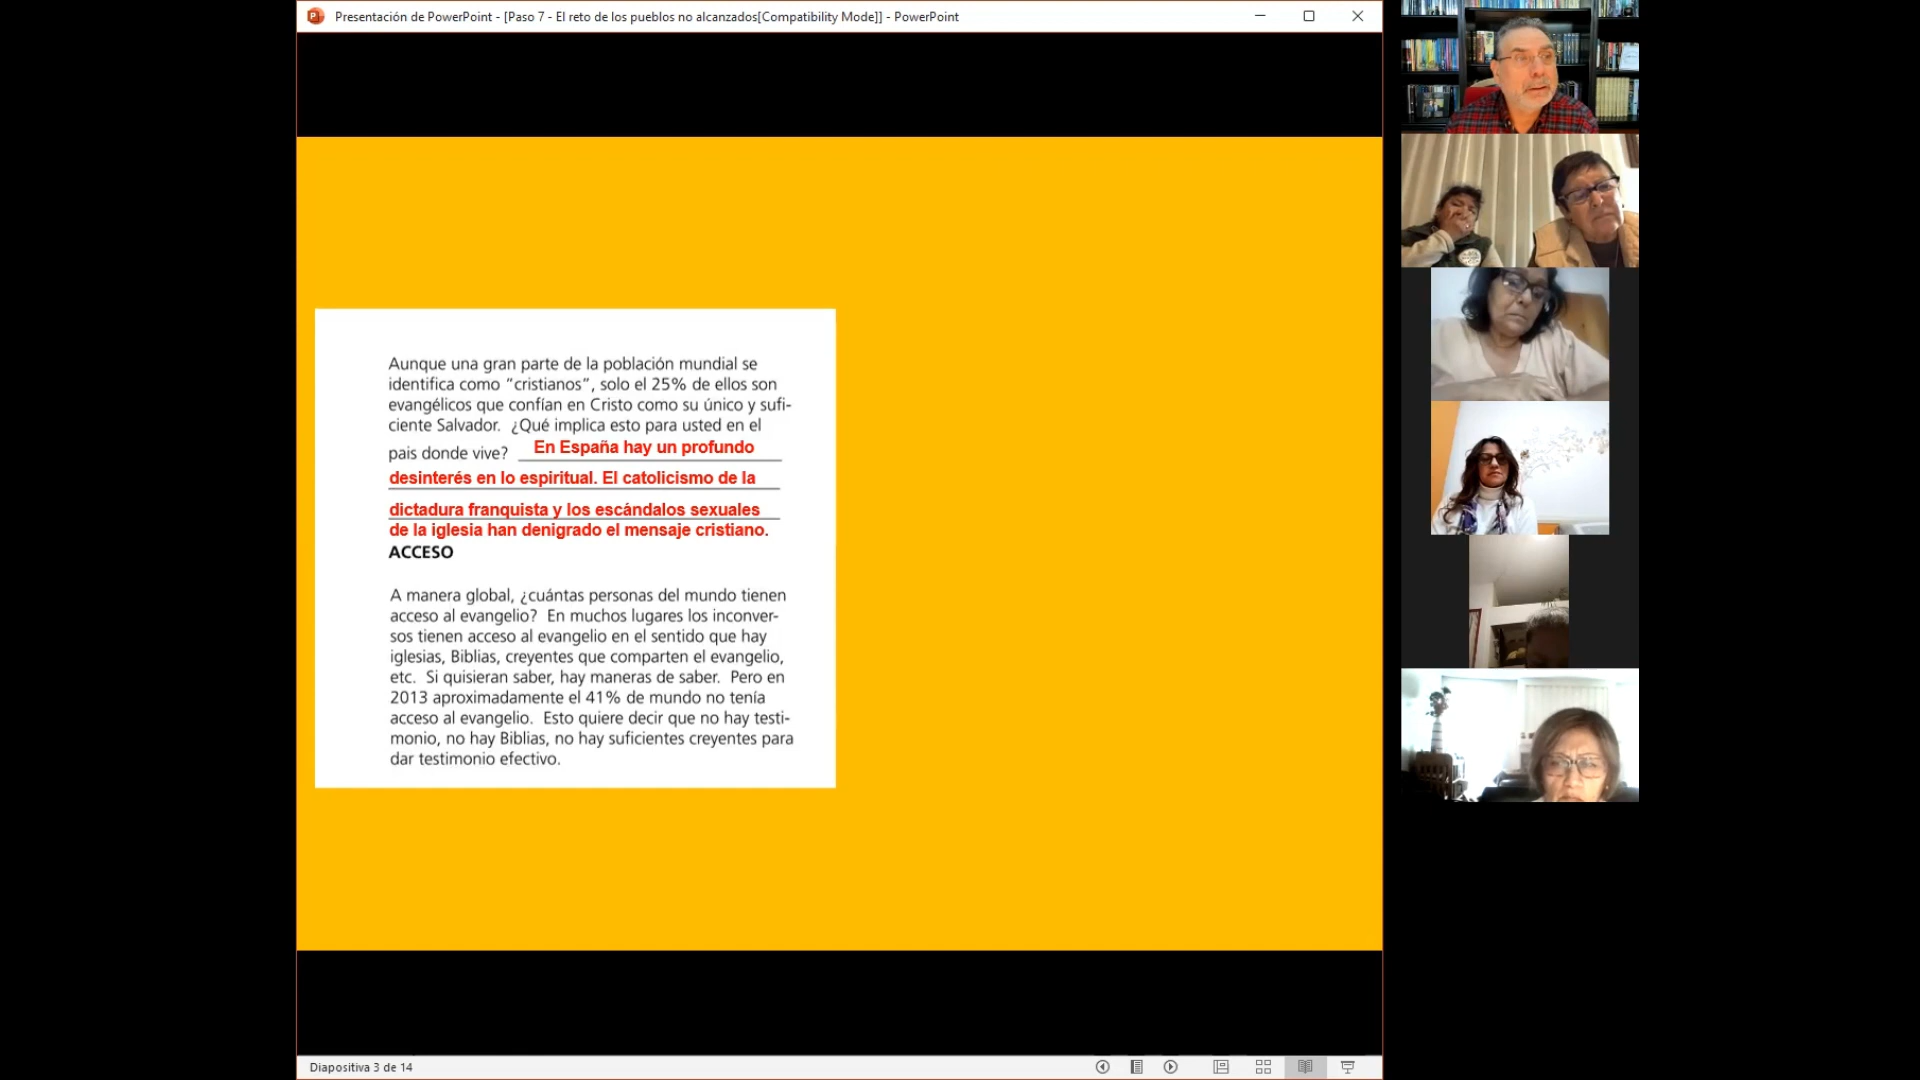 Presentación de PowerPoint - [Paso 7 - El reto de los pueblos no alcanzados[Compatibility Mode]] - PowerPoint
Aunque una gran parte de la población mundial se
identifica como “cristianos”, solo el 25% de ellos son
evangélicos que confían en Cristo como su único y sufi-
ciente Salvador. ¿Qué implica esto para usted en el
pais donde vive? En España hay un profundo
desinterés en lo espiritual. El catolicismo de la
dictadura franquista y los escándalos sexuales
de la iglesia han denigrado el mensaje cristiano.
ACCESO
A manera global, ¿cuántas personas del mundo tienen
acceso al evangelio? En muchos lugares los inconver-
sos tienen acceso al evangelio en el sentido que hay
iglesias, Biblias, creyentes que comparten el evangelio,
etc. Si quisieran saber, hay maneras de saber. Pero en
2013 aproximadamente el 41% de mundo no tenía
acceso al evangelio. Esto quiere decir que no hay testi-
monio, no hay Biblias, no hay suficientes creyentes para
dar testimonio efectivo.
Diapositiva 3 de 14